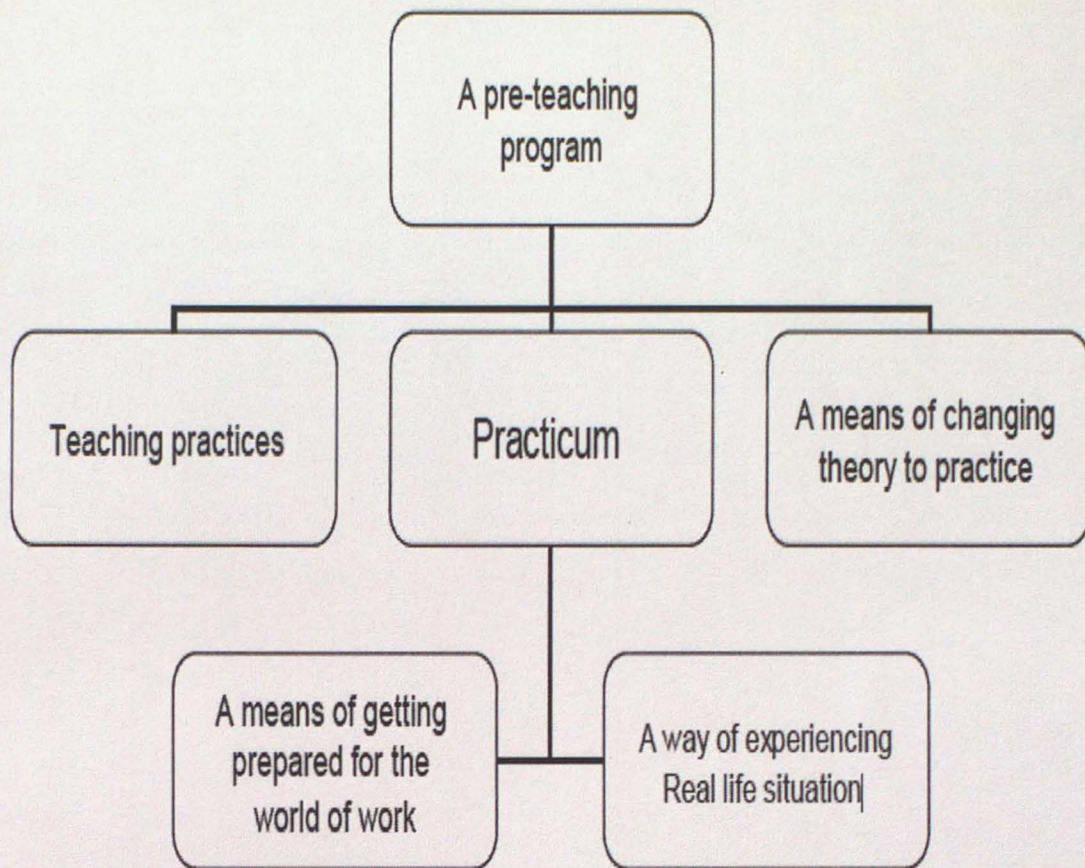 A pre-teaching
program
Teaching practices
Practicum
A means of changing
theory to practice
A means of getting
prepared for the
world of work
A way of experiencing
Real life situation